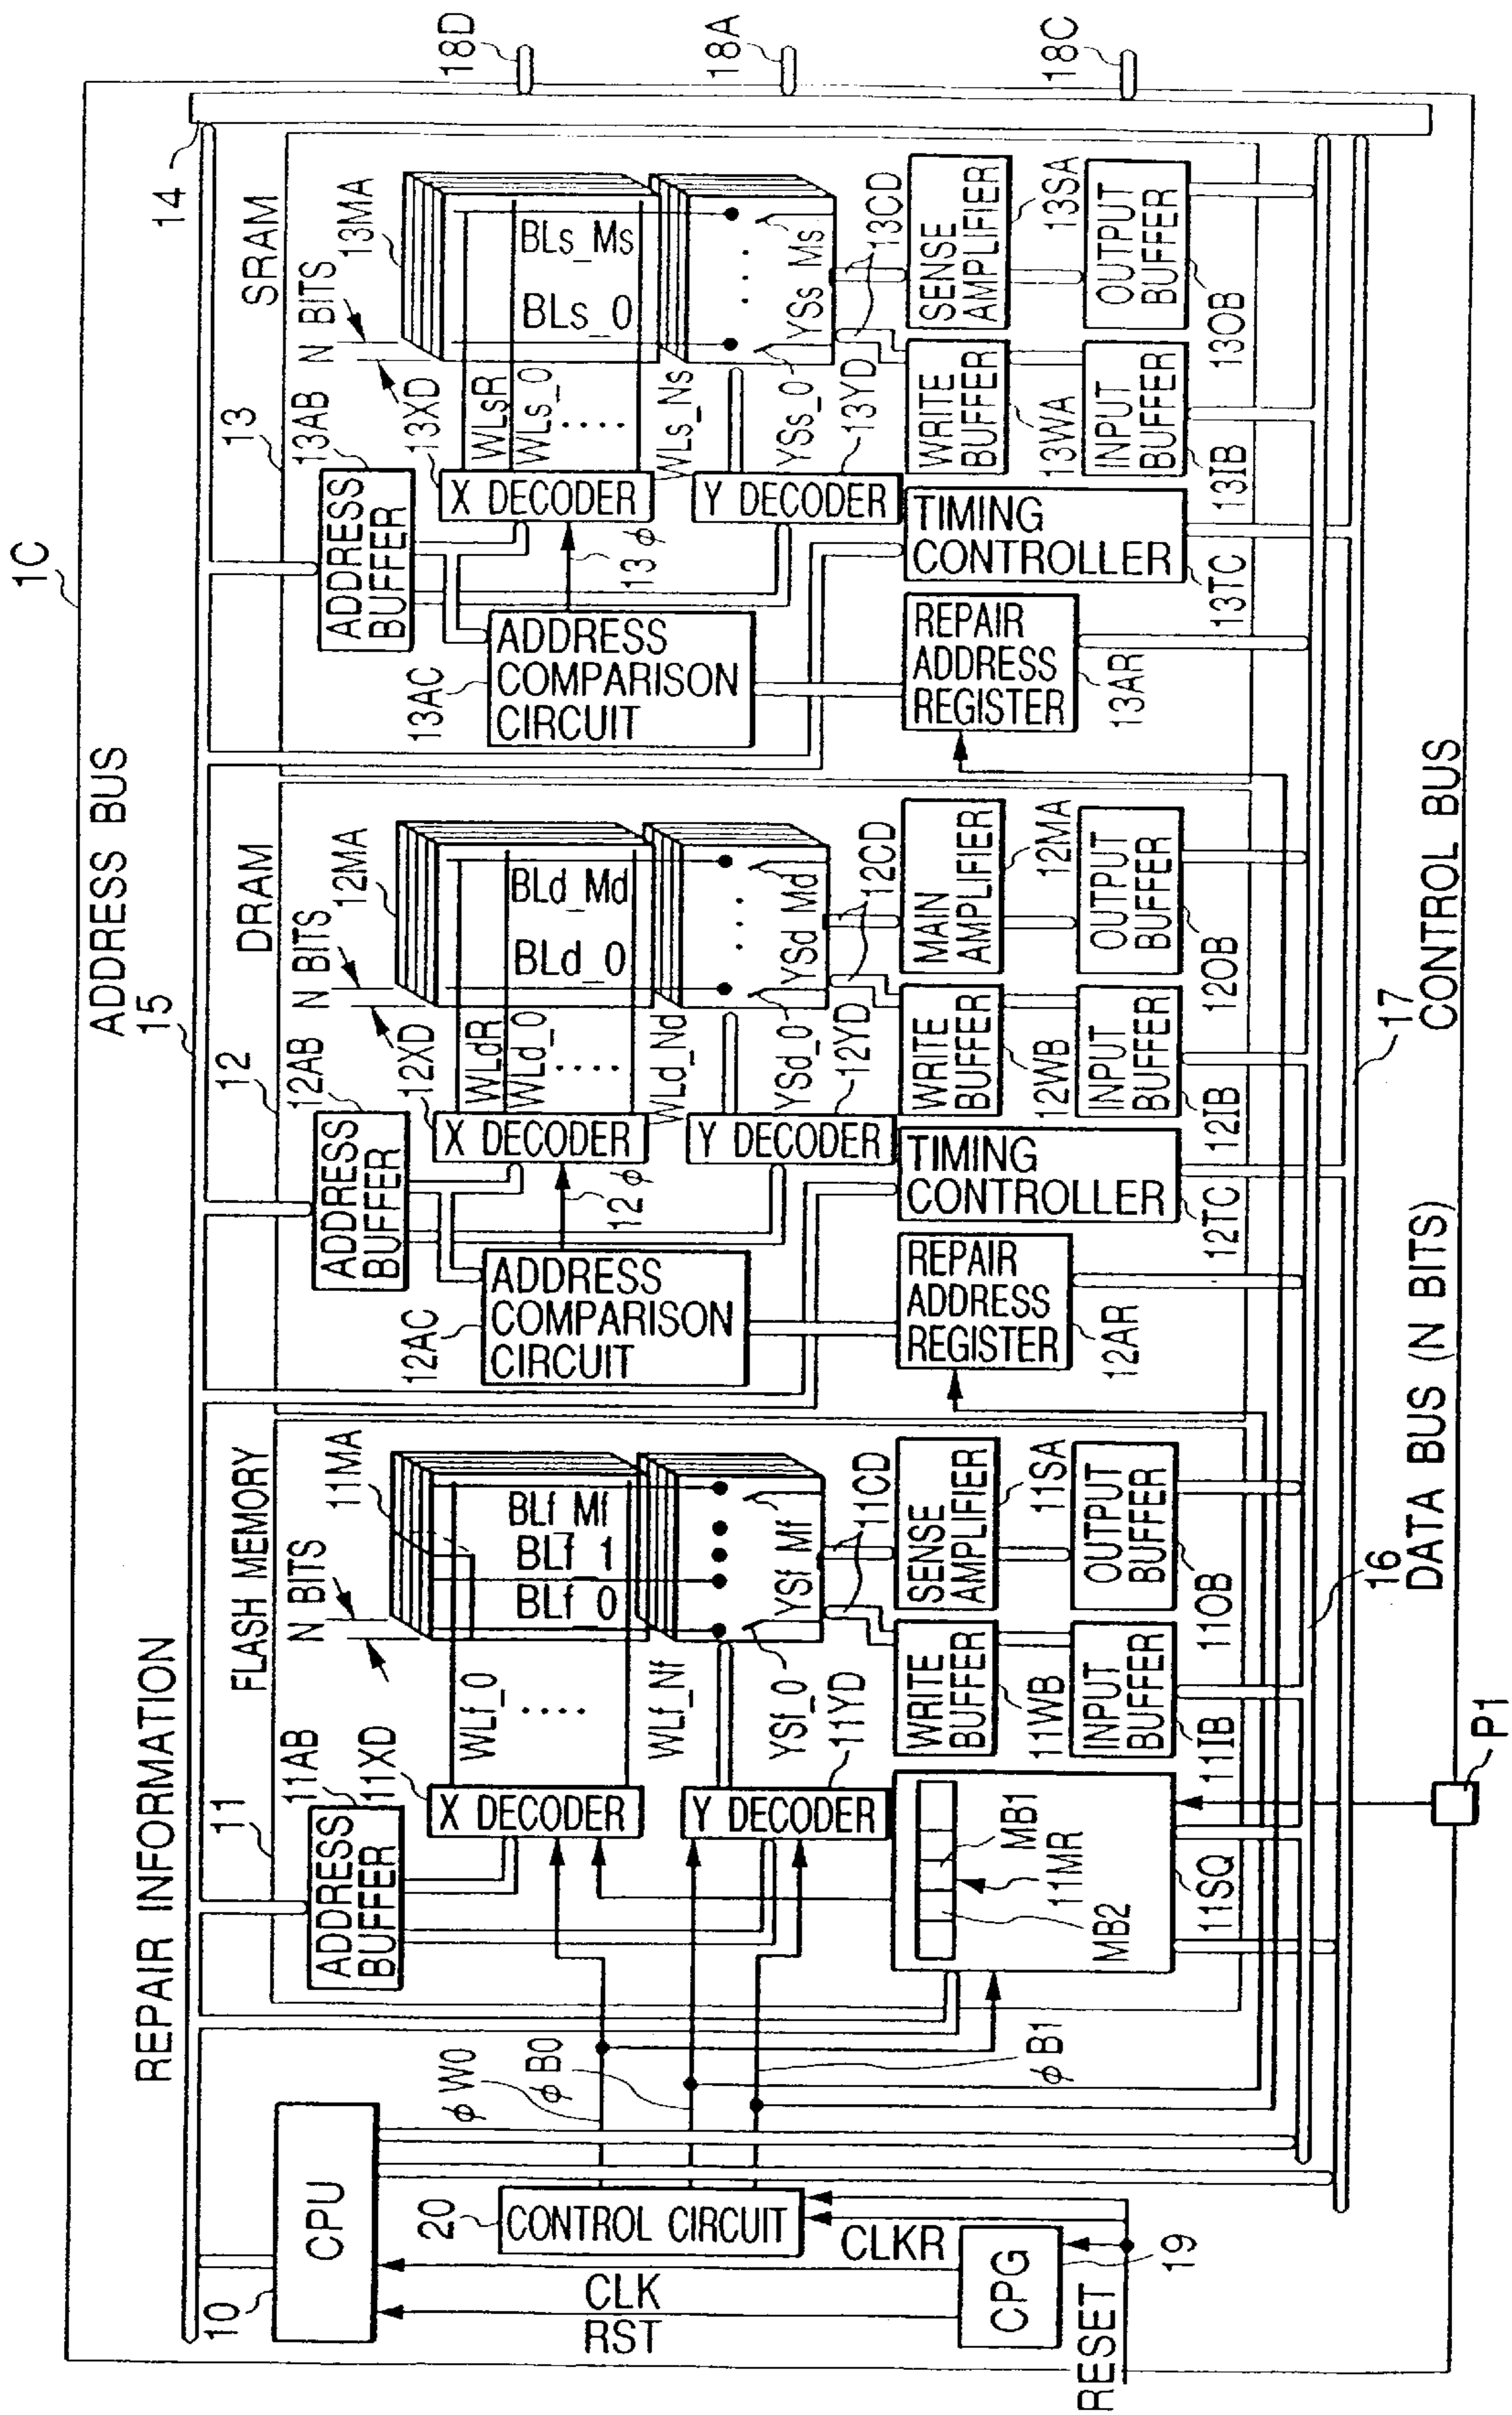 1C
ADDRESS BUS
REPAIR INFORMATION
15
14
10
CPU
CLK
RST
CLKR
CPG
19
RESET
20
CONTROL CIRCUIT
ϕ W0
ϕ B0
ϕ B1
FLASH MEMORY
11
11AB
ADDRESS
BUFFER
11XD
X DECODER
N BITS
11MA
WLf_0
. . . .
WLf_Nf
BLf_Mf
BLf_1
BLf_0
YSf_0
YSf_Mf
11YD
Y DECODER
11CD
MB1
11MR
MB2
11SQ
WRITE
BUFFER
11WB
SENSE
AMPLIFIER
11SA
INPUT
BUFFER
11IB
OUTPUT
BUFFER
11OB
DRAM
12
12AB
ADDRESS
BUFFER
12XD
X DECODER
N BITS
12MA
WLdR
WLd_0
. . . .
WLd_Nd
BLd_Md
BLd_0
YSd_0
YSd_Md
12YD
Y DECODER
12CD
12 ϕ
12AC
ADDRESS
COMPARISON
CIRCUIT
REPAIR
ADDRESS
REGISTER
12AR
TIMING
CONTROLLER
12TC
WRITE
BUFFER
12WB
MAIN
AMPLIFIER
12MA
INPUT
BUFFER
12IB
OUTPUT
BUFFER
12OB
SRAM
13
13AB
ADDRESS
BUFFER
13XD
X DECODER
N BITS
13MA
WLsR
WLs_0
. . . .
WLs_Ns
BLs_Ms
BLs_0
YSs_0
YSs_Ms
13YD
Y DECODER
13CD
13 ϕ
13AC
ADDRESS
COMPARISON
CIRCUIT
REPAIR
ADDRESS
REGISTER
13AR
TIMING
CONTROLLER
13TC
WRITE
BUFFER
13WA
SENSE
AMPLIFIER
13SA
INPUT
BUFFER
13IB
OUTPUT
BUFFER
13OB
18D
18A
18C
16
DATA BUS (N BITS)
17
CONTROL BUS
P1